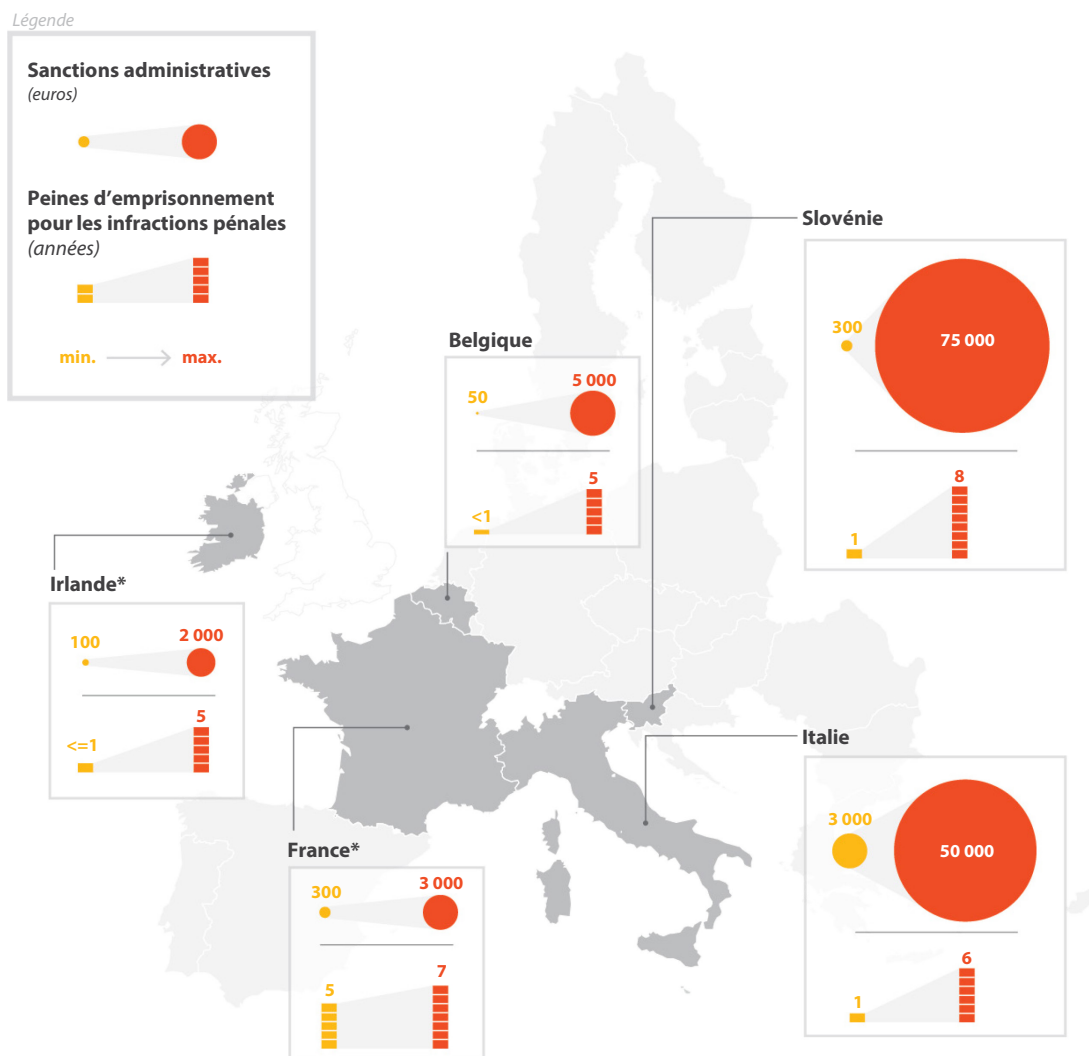 Légende
Sanctions administratives
(euros)
Peines d’emprisonnement
pour les infractions pénales
(années)
min.
max.
Slovénie
300
75 000
8
1
Belgique
50
5 000
5
<1
Irlande*
100
2 000
5
<=1
France*
300
3 000
5
7
Italie
3 000
50 000
6
1